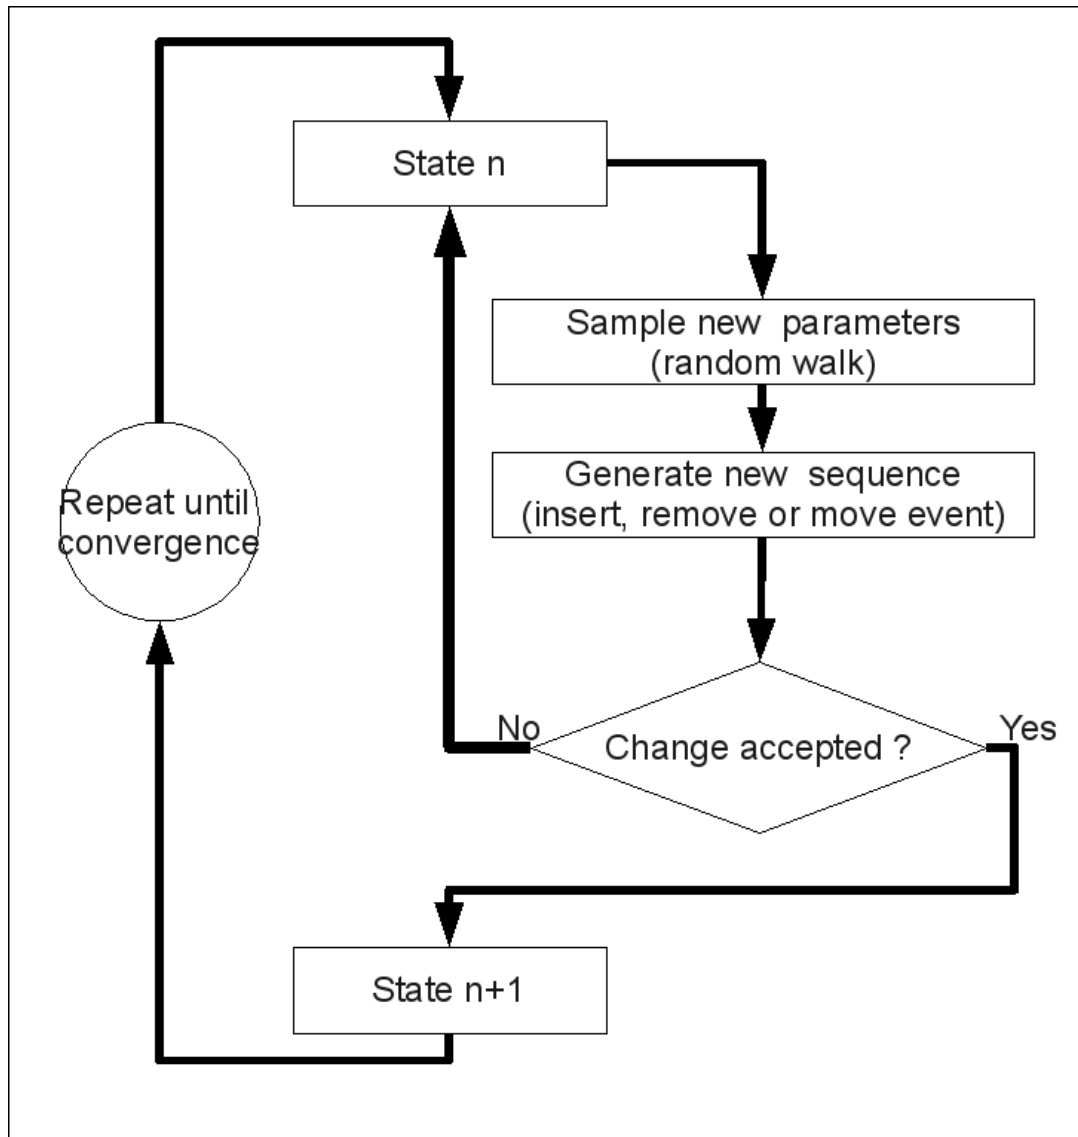 State n
Sample new parameters
(random walk)
Generate new sequence
(insert, remove or move event)
Repeat until
convergence
No
Yes
Change accepted ?
State n+1